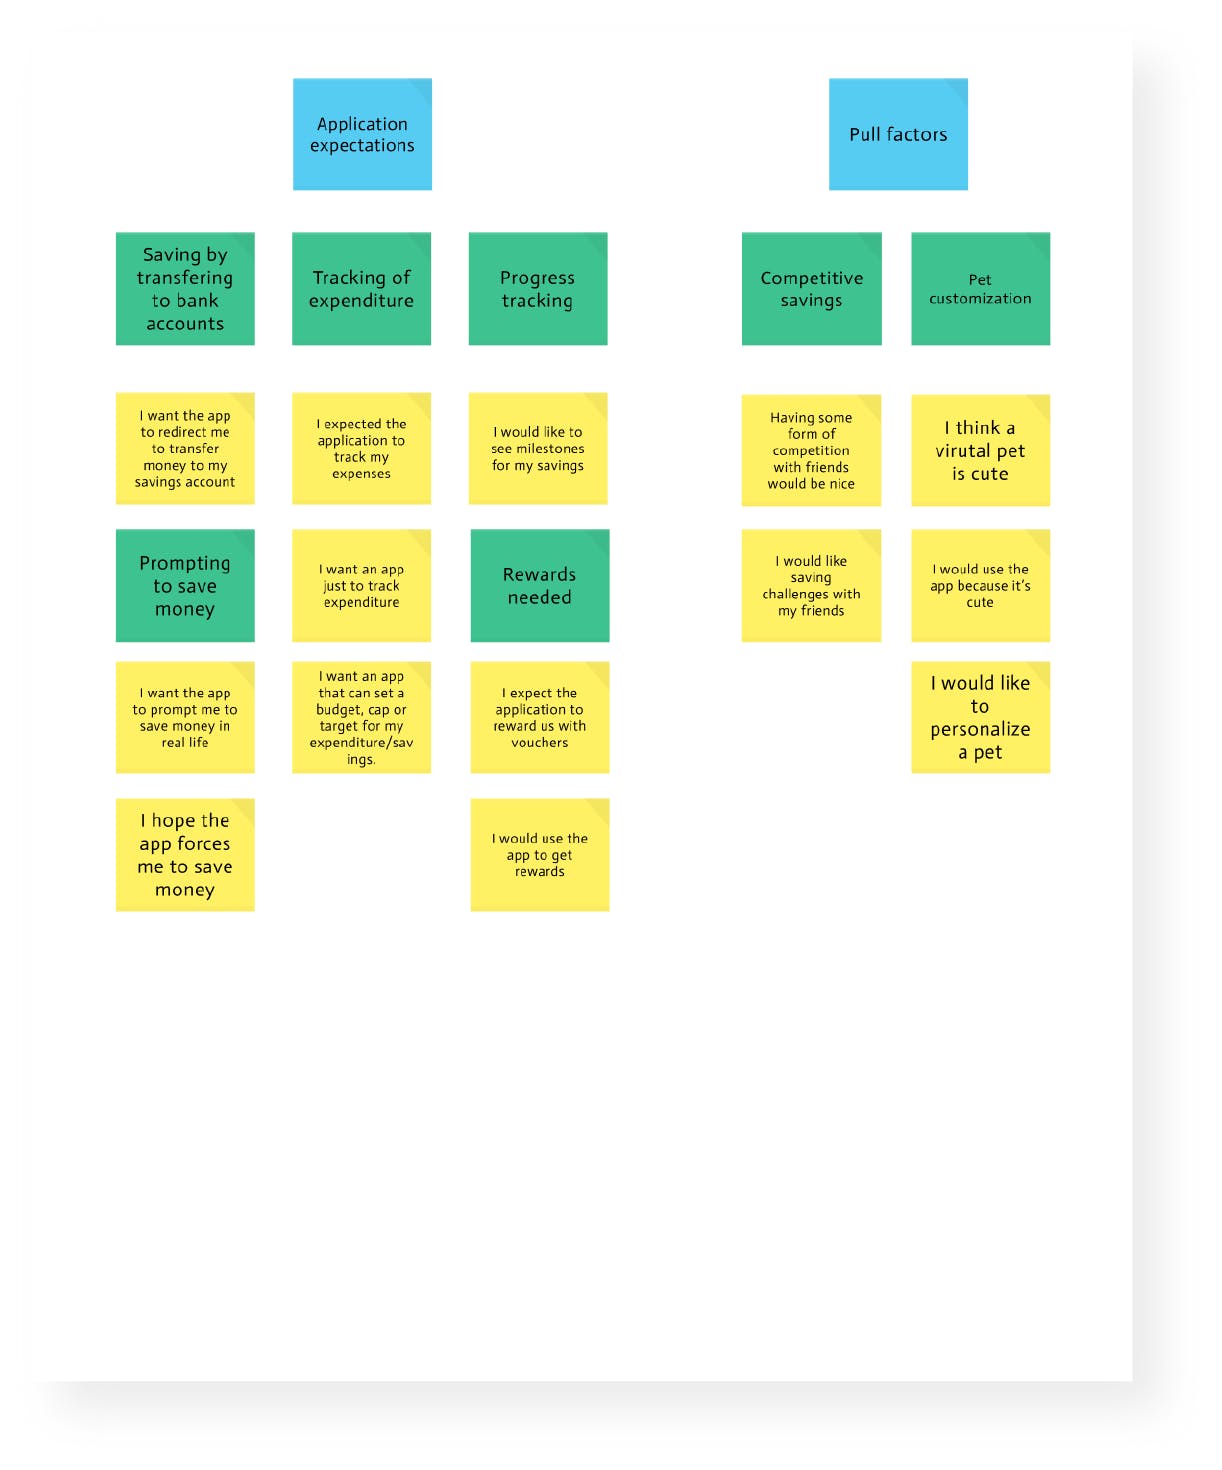 Application
expectations
Pull factors
Saving by
transfering
to bank
accounts
Tracking of
expenditure
Progress
tracking
Competitive
savings
Pet
customization
I want the app
to redirect me
to transfer
money to my
savings account
I expected the
application to
track my
expenses
I would like to
see milestones
for my savings
Having some
form of
competition
with friends
would be nice
I think a
virutal pet
is cute
Prompting
to save
money
I want an app
just to track
expenditure
Rewards
needed
I would like
saving
challenges with
my friends
I would use the
app because it's
cute
I want the app
to prompt me to
save money in
real life
I want an app
that can set a
budget, cap or
target for my
expenditure/sav
ings.
I expect the
application to
reward us with
vouchers
I would like
to
personalize
a pet
I hope the
app forces
me to save
money
I would use the
app to get
rewards